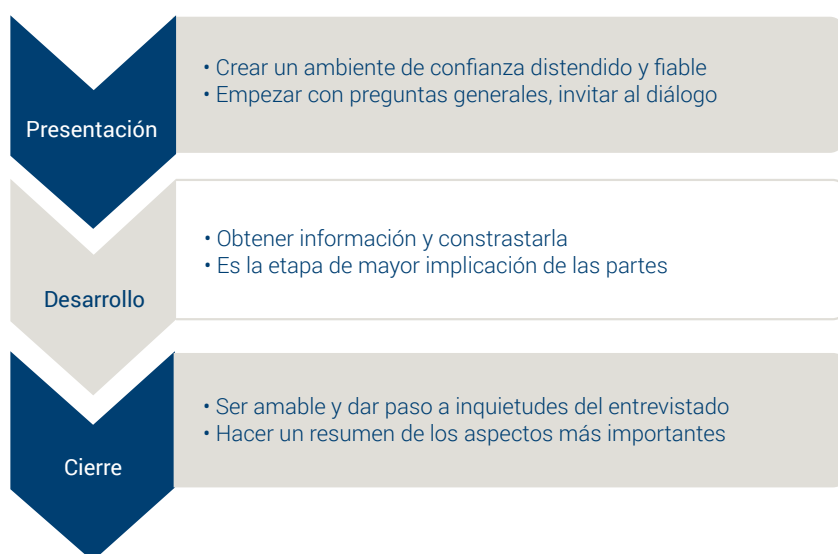 • Crear un ambiente de confianza distendido y fiable
• Empezar con preguntas generales, invitar al diálogo
Presentación
• Obtener información y constrastarla
• Es la etapa de mayor implicación de las partes
Desarrollo
• Ser amable y dar paso a inquietudes del entrevistado
• Hacer un resumen de los aspectos más importantes
Cierre